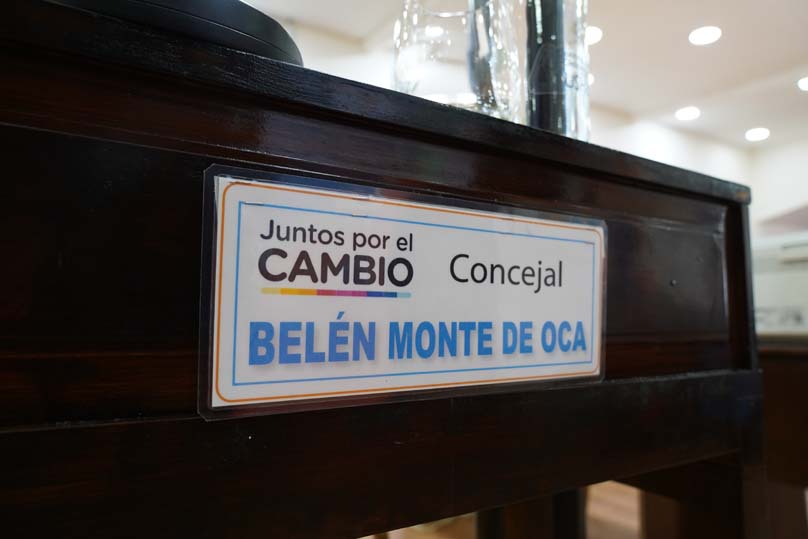 Juntos por el
CAMBIO
Concejal
BELÉN MONTE DE OCA